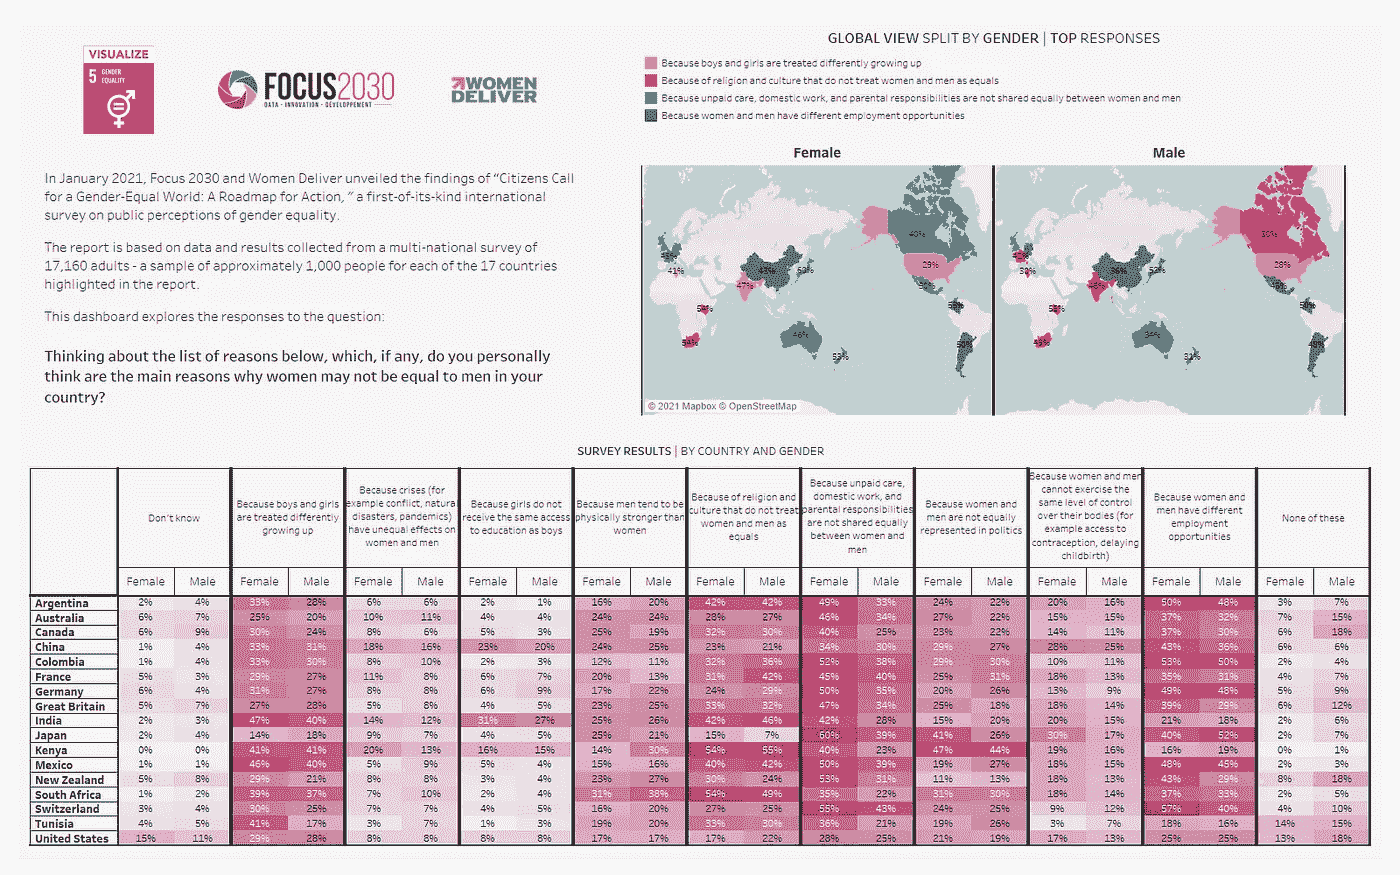 VISUALIZE
5 GENDER
EQUALITY
FOCUS2030
DATA · INNOVATION · DÉVELOPPEMENT
WOMEN
DELIVER
In January 2021, Focus 2030 and Women Deliver unveiled the findings of “Citizens Call
for a Gender-Equal World: A Roadmap for Action, ” a first-of-its-kind international
survey on public perceptions of gender equality.
The report is based on data and results collected from a multi-national survey of
17,160 adults - a sample of approximately 1,000 people for each of the 17 countries
highlighted in the report.
This dashboard explores the responses to the question:
Thinking about the list of reasons below, which, if any, do you personally
think are the main reasons why women may not be equal to men in your
country?
GLOBAL VIEW SPLIT BY GENDER | TOP RESPONSES
Because boys and girls are treated differently growing up
Because of religion and culture that do not treat women and men as equals
Because unpaid care, domestic work, and parental responsibilities are not shared equally between women and men
Because women and men have different employment opportunities
Female Male
40% 29% 41% 43% 47% 54% 54% 46% 53% 50%
30% 28% 36% 46% 55% 34% 31% 48%
© 2021 Mapbox © OpenStreetMap
SURVEY RESULTS | BY COUNTRY AND GENDER
Don't know
Because boys and girls
are treated differently
growing up
Because crises (for
example conflict, natural
disasters, pandemics)
have unequal effects on
women and men
Because girls do not
receive the same access
to education as boys
Because men tend to be
physically stronger than
women
Because of religion and
culture that do not treat
women and men as
equals
Because unpaid care,
domestic work, and
parental responsibilities
are not shared equally
between women and
men
Because women and
men are not equally
represented in politics
Because women and men
cannot exercise the
same level of control
over their bodies (for
example access to
contraception, delaying
childbirth)
Because women and
men have different
employment
opportunities
None of these
Female Male Female Male Female Male Female Male Female Male Female Male Female Male Female Male Female Male Female Male Female Male
Argentina 2% 4% 33% 28% 6% 6% 2% 1% 16% 20% 42% 42% 49% 33% 24% 22% 20% 16% 50% 48% 3% 7%
Australia 6% 7% 25% 20% 10% 11% 4% 4% 24% 24% 28% 27% 46% 34% 27% 22% 15% 15% 37% 32% 7% 15%
Canada 6% 9% 30% 24% 8% 6% 5% 3% 25% 19% 32% 30% 40% 25% 23% 22% 14% 11% 37% 30% 6% 18%
China 1% 4% 33% 31% 18% 16% 23% 20% 23% 21% 23% 21% 34% 30% 29% 27% 28% 25% 43% 36% 6% 6%
Colombia 1% 4% 33% 30% 8% 10% 2% 3% 12% 11% 32% 36% 52% 38% 29% 30% 10% 11% 53% 50% 2% 4%
France 5% 3% 29% 27% 11% 8% 6% 7% 20% 13% 31% 42% 45% 40% 25% 31% 18% 13% 35% 31% 4% 7%
Germany 6% 4% 31% 27% 8% 8% 6% 9% 17% 22% 24% 29% 50% 35% 20% 26% 13% 9% 49% 48% 5% 9%
Great Britain 5% 7% 27% 28% 5% 8% 4% 5% 23% 25% 33% 33% 47% 34% 25% 18% 18% 14% 39% 29% 6% 12%
India 2% 3% 47% 40% 14% 12% 31% 27% 25% 26% 42% 46% 42% 28% 15% 20% 20% 15% 21% 18% 2% 6%
Japan 2% 4% 14% 18% 9% 7% 4% 5% 25% 21% 15% 7% 60% 39% 41% 26% 30% 17% 40% 52% 2% 7%
Kenya 0% 0% 41% 41% 20% 13% 16% 15% 14% 30% 54% 55% 40% 23% 47% 44% 19% 16% 16% 19% 0% 1%
Mexico 1% 1% 46% 40% 5% 9% 5% 4% 15% 16% 40% 42% 50% 39% 19% 27% 18% 15% 48% 45% 2% 3%
New Zealand 5% 8% 29% 21% 8% 8% 3% 4% 23% 27% 30% 24% 53% 31% 11% 13% 18% 13% 43% 29% 8% 18%
South Africa 1% 2% 39% 37% 7% 10% 2% 4% 31% 38% 54% 49% 35% 22% 31% 30% 18% 14% 37% 33% 2% 5%
Switzerland 3% 4% 30% 25% 7% 7% 4% 5% 16% 20% 27% 25% 55% 43% 24% 25% 9% 12% 57% 40% 4% 10%
Tunisia 4% 5% 41% 17% 3% 7% 1% 3% 19% 20% 33% 30% 36% 21% 19% 26% 3% 7% 18% 16% 14% 15%
United States 15% 11% 29% 28% 8% 8% 8% 8% 17% 17% 17% 22% 28% 25% 21% 19% 17% 13% 25% 25% 13% 18%